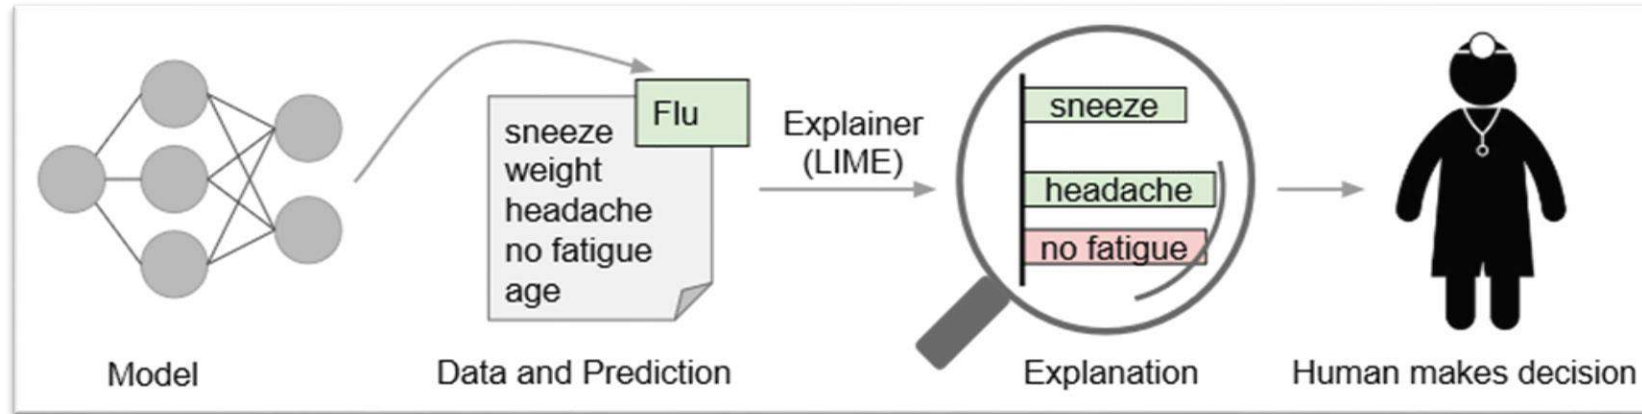 Flu
sneeze
weight
headache
no fatigue
age
Explainer
(LIME)
sneeze
headache
no fatigue
Model
Data and Prediction
Explanation
Human makes decision